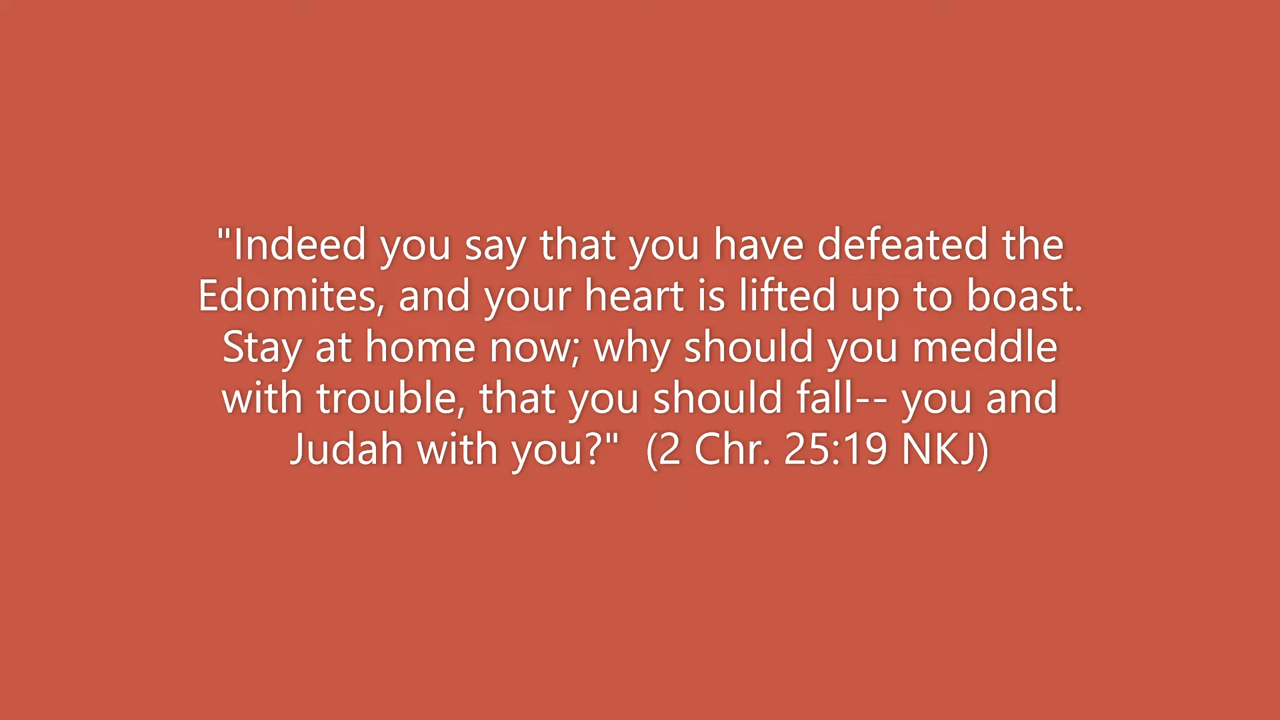 "Indeed you say that you have defeated the
Edomites, and your heart is lifted up to boast.
Stay at home now; why should you meddle
with trouble, that you should fall-- you and
Judah with you?"  (2 Chr. 25:19 NKJ)